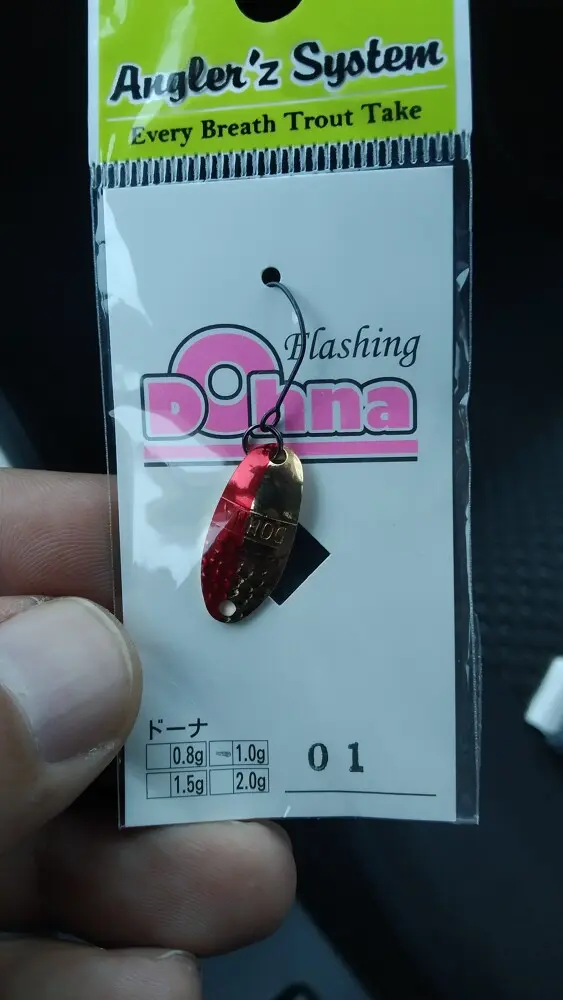 Angler'z System
Every Breath Trout Take
Flashing
Dohna
ドーナ
0.8g 1.0g
1.5g 2.0g
01